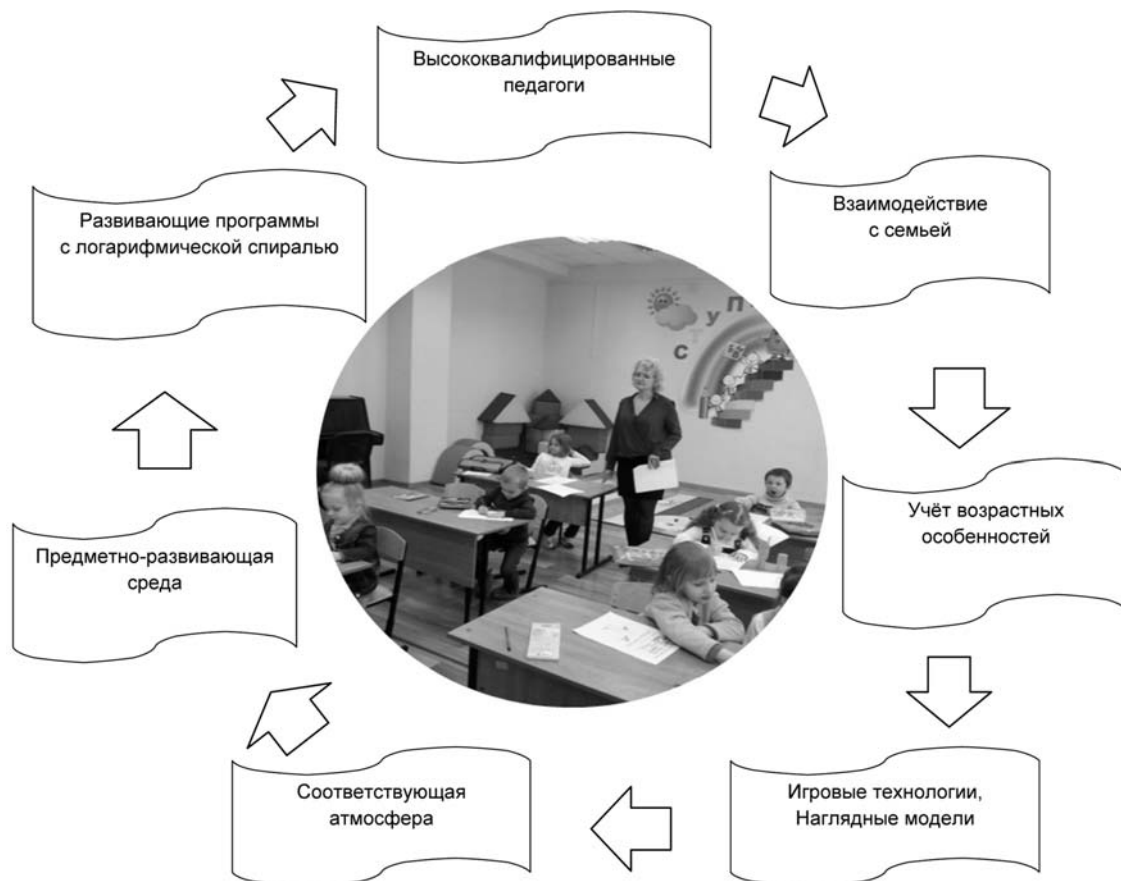 Высококвалифицированные
педагоги
Взаимодействие
с семьей
Учёт возрастных
особенностей
Игровые технологии,
Наглядные модели
Соответствующая
атмосфера
Предметно-развивающая
среда
Развивающие программы
с логарифмической спиралью
С Т У П